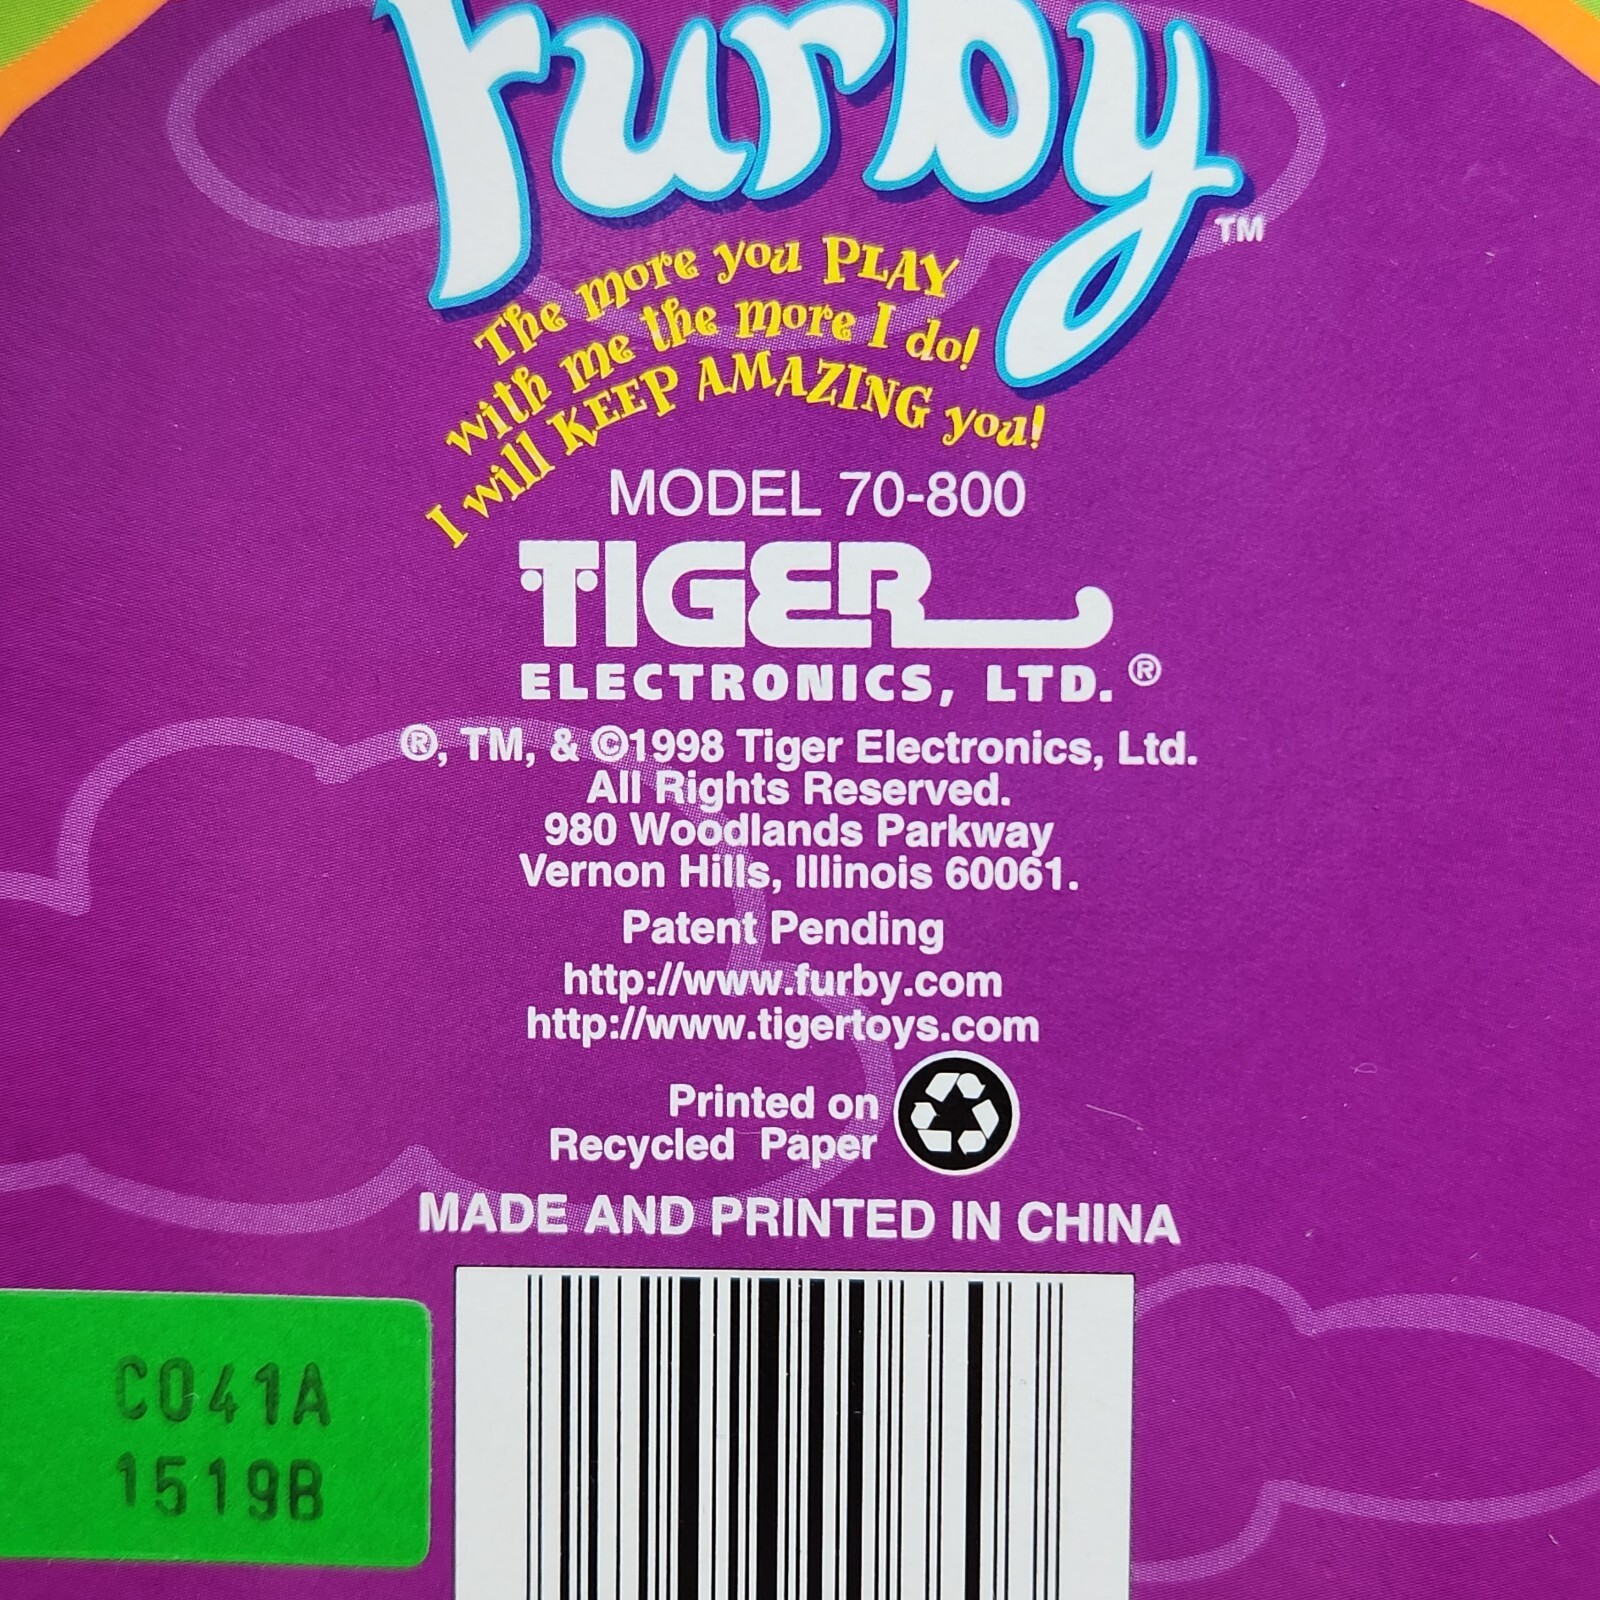 Furby™
The more you PLAY
with me the more I do!
I will KEEP AMAZING you!
MODEL 70-800
TIGER
ELECTRONICS, LTD.®
®, TM, & ©1998 Tiger Electronics, Ltd.
All Rights Reserved.
980 Woodlands Parkway
Vernon Hills, Illinois 60061.
Patent Pending
http://www.furby.com
http://www.tigertoys.com
Printed on
Recycled Paper
MADE AND PRINTED IN CHINA
C041A
1519B